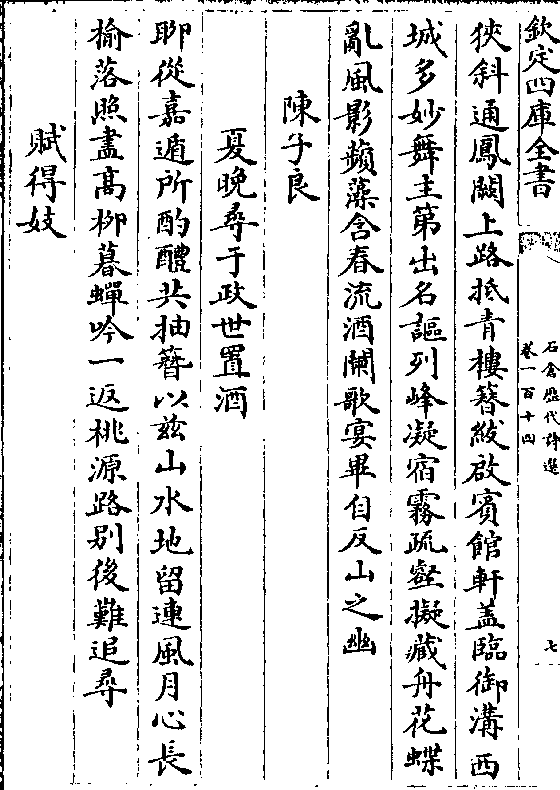 欽定四庫全書
石倉歷代詩選
卷一百十四
七
狹斜通鳳闕上路抵青樓簪紱啟賓館軒蓋臨御溝西
城多妙舞主第出名謳列峰凝宿霧疏壑擬藏舟花蝶
亂風影蘋藻含春流酒闌歌宴畢自反山之幽
陳子良
夏晚尋于政世置酒
聊從嘉遁所酌醴共抽簪以兹山水地留連風月心長
榆落照盡高柳暮蟬吟一返桃源路别後難追尋
賦得妓